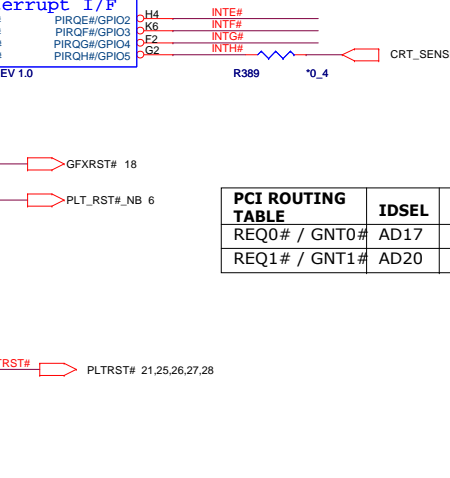 errupt I/F
PIRQE#/GPIO2 H4 INTE#
PIRQF#/GPIO3 K6 INTF#
PIRQG#/GPIO4 F2 INTG#
PIRQH#/GPIO5 G2 INTH# CRT_SENS
EV 1.0 R389 *0_4
GFXRST# 18
PLT_RST#_NB 6
PCI ROUTING TABLE IDSEL
REQ0# / GNT0# AD17
REQ1# / GNT1# AD20
RST# PLTRST# 21,25,26,27,28